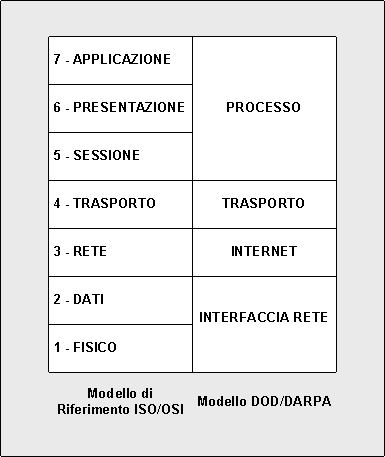 7 - APPLICAZIONE
6 - PRESENTAZIONE
PROCESSO
5 - SESSIONE
4 - TRASPORTO
TRASPORTO
3 - RETE
INTERNET
2 - DATI
INTERFACCIA RETE
1 - FISICO
Modello di
Riferimento ISO/OSI
Modello DOD/DARPA